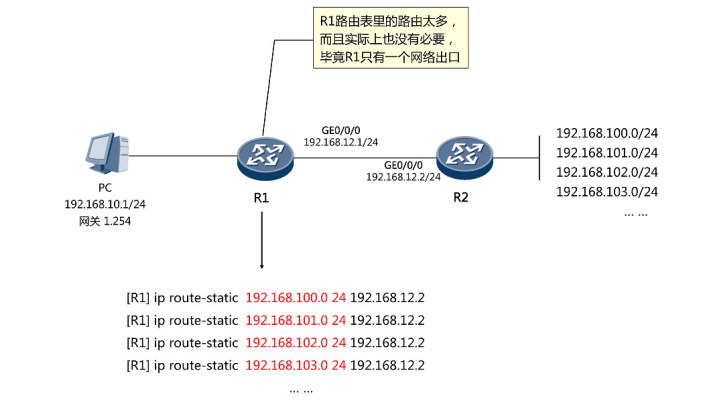 R1路由表里的路由太多，
而且实际上也没有必要，
毕竟R1只有一个网络出口
GE0/0/0
192.168.12.1/24
GE0/0/0
192.168.12.2/24
192.168.100.0/24
192.168.101.0/24
192.168.102.0/24
192.168.103.0/24
... ...
PC
192.168.10.1/24
网关 1.254
R1
R2
[R1] ip route-static 192.168.100.0 24 192.168.12.2
[R1] ip route-static 192.168.101.0 24 192.168.12.2
[R1] ip route-static 192.168.102.0 24 192.168.12.2
[R1] ip route-static 192.168.103.0 24 192.168.12.2
... ...